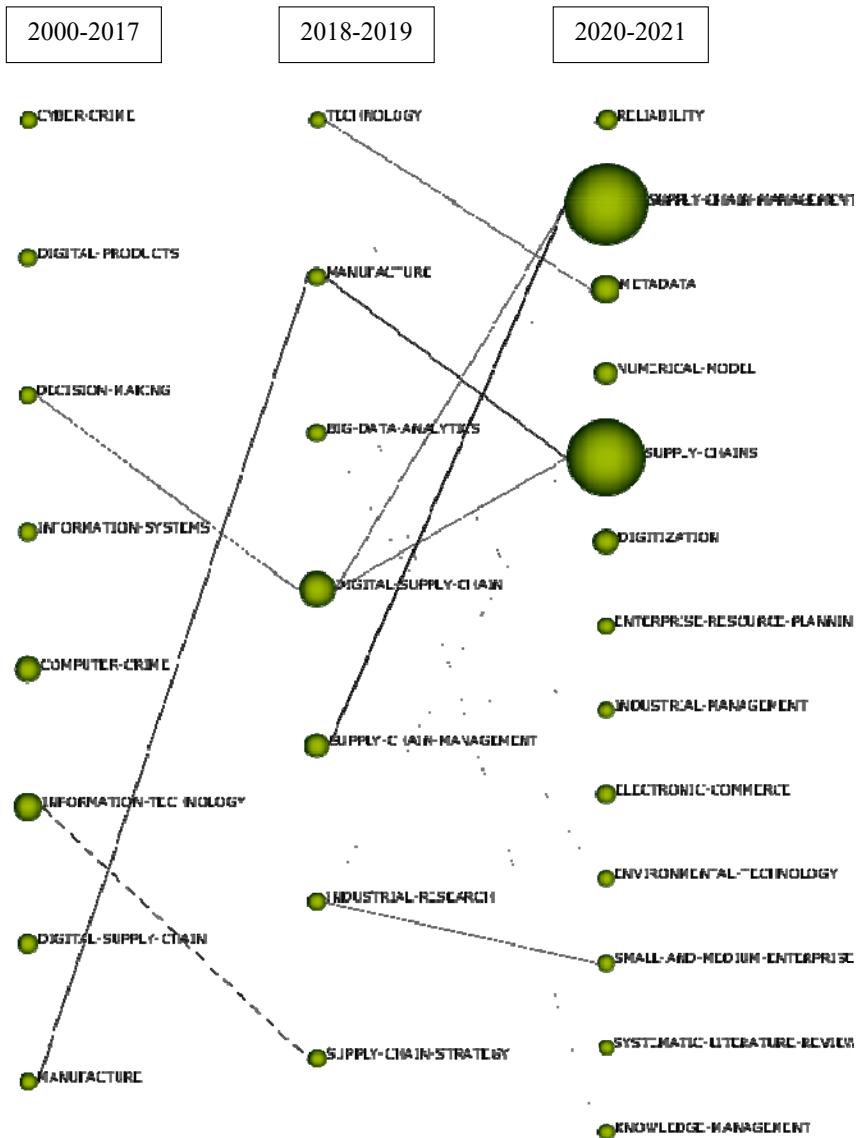 2000-2017
2018-2019
2020-2021
CYBER-CRIME
DIGITAL-PRODUCTS
DECISION-MAKING
INFORMATION-SYSTEMS
COMPUTER-CRIME
INFORMATION-TECHNOLOGY
DIGITAL-SUPPLY-CHAIN
MANUFACTURE
TECHNOLOGY
MANUFACTURE
BIG-DATA-ANALYTICS
DIGITAL-SUPPLY-CHAIN
SUPPLY-CHAIN-MANAGEMENT
INDUSTRIAL-RESEARCH
SUPPLY-CHAIN-STRATEGY
RELIABILITY
SUPPLY-CHAIN-MANAGEMENT
METADATA
NUMERICAL-MODEL
SUPPLY-CHAINS
DIGITIZATION
ENTERPRISE-RESOURCE-PLANNIN
INDUSTRIAL-MANAGEMENT
ELECTRONIC-COMMERCE
ENVIRONMENTAL-TECHNOLOGY
SMALL-AND-MEDIUM-ENTERPRISE
SYSTEMATIC-LITERATURE-REVIEW
KNOWLEDGE-MANAGEMENT